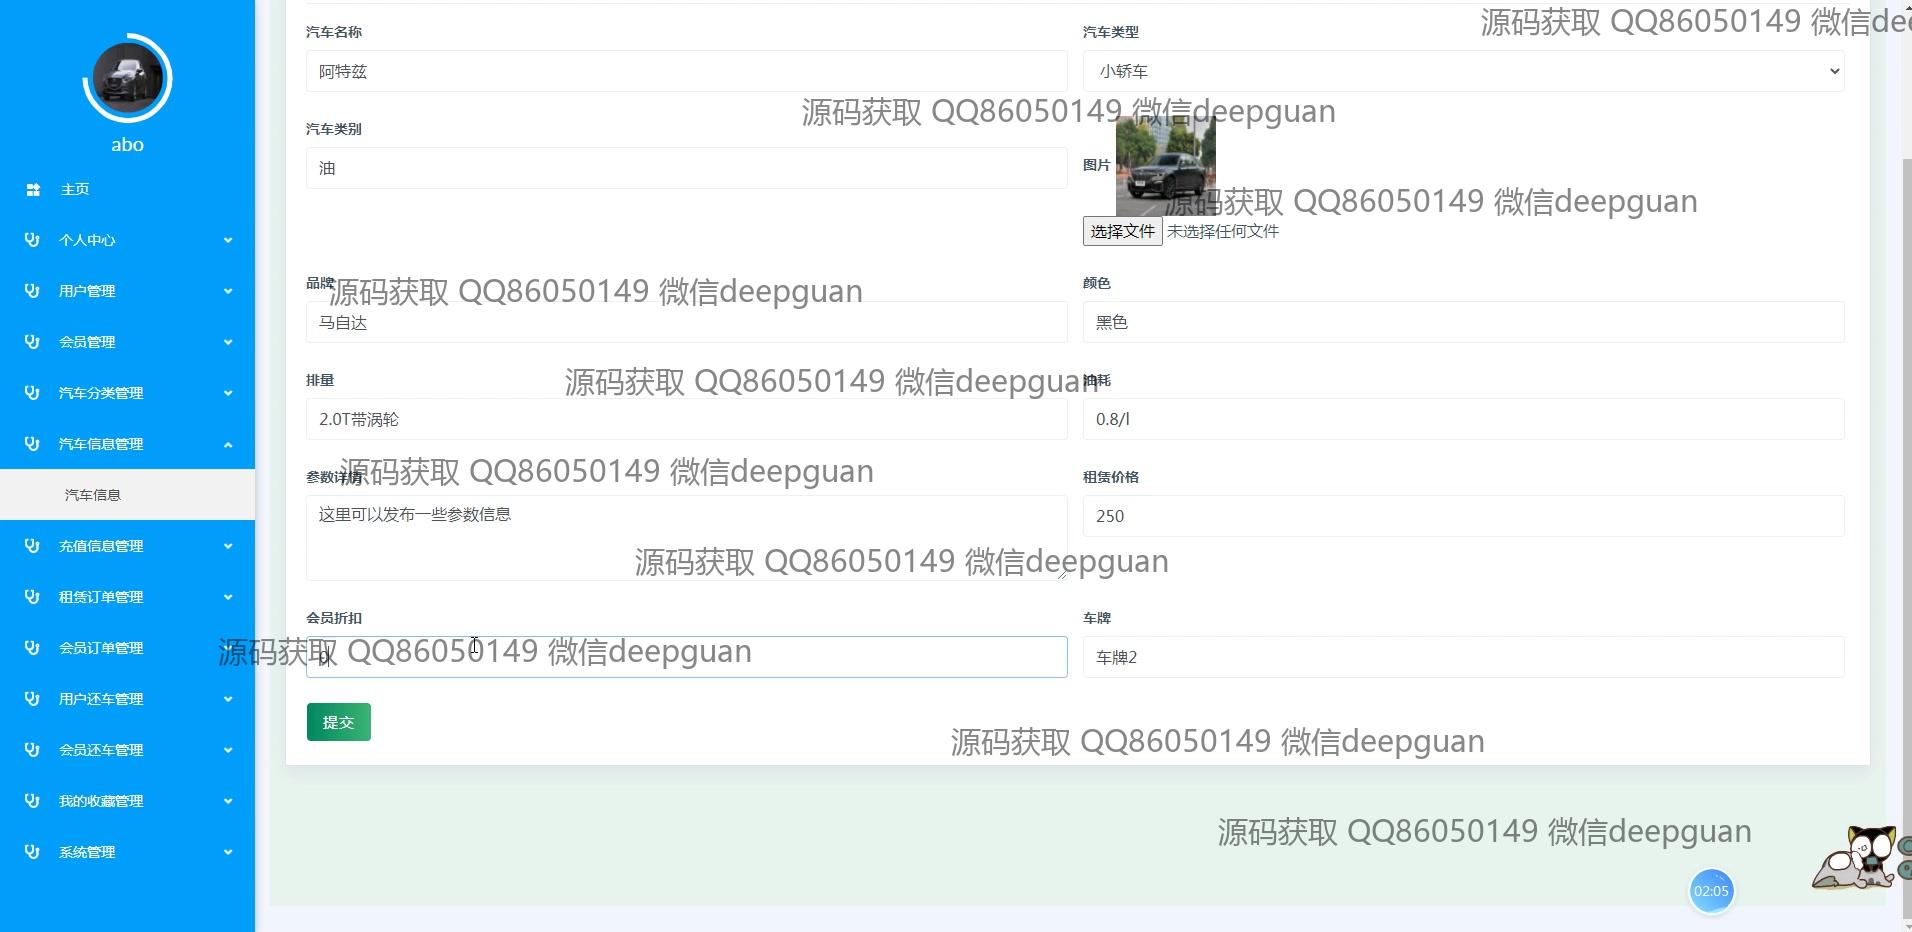 abo
主页
个人中心
用户管理
会员管理
汽车分类管理
汽车信息管理
汽车信息
充值信息管理
租赁订单管理
会员订单管理
用户还车管理
会员还车管理
我的收藏管理
系统管理
汽车名称
阿特兹
汽车类型
小轿车
源码获取 QQ86050149 微信dee
源码获取 QQ86050149 微信deepguan
汽车类别
油
图片
源码获取 QQ86050149 微信deepguan
选择文件 未选择任何文件
品牌
源码获取 QQ86050149 微信deepguan
马自达
颜色
黑色
排量
源码获取 QQ86050149 微信deepguan
2.0T带涡轮
油耗
0.8/l
参数详情
源码获取 QQ86050149 微信deepguan
这里可以发布一些参数信息
租赁价格
250
源码获取 QQ86050149 微信deepguan
会员折扣
源码获取 QQ86050149 微信deepguan
0
车牌
车牌2
提交
源码获取 QQ86050149 微信deepguan
源码获取 QQ86050149 微信deepguan
02:05